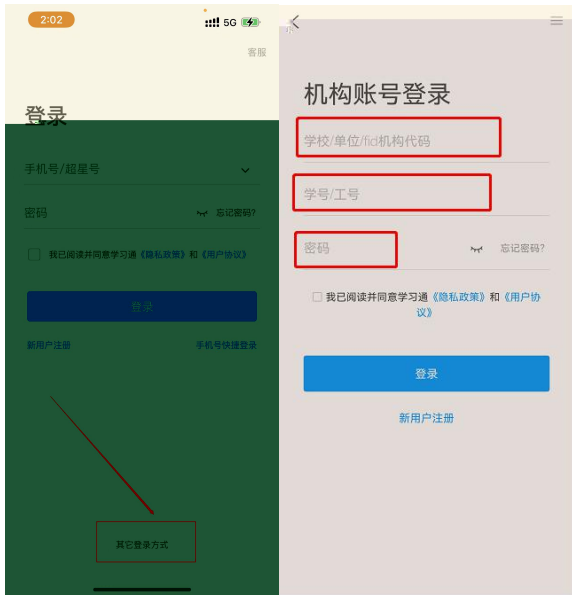 2:02
5G
客服
登录
手机号/超星号
密码
忘记密码?
我已阅读并同意学习通《隐私政策》和《用户协议》
登录
新用户注册
手机号快捷登录
其它登录方式
机构账号登录
学校/单位/fid机构代码
学号/工号
密码
忘记密码?
我已阅读并同意学习通《隐私政策》和《用户协
议》
登录
新用户注册